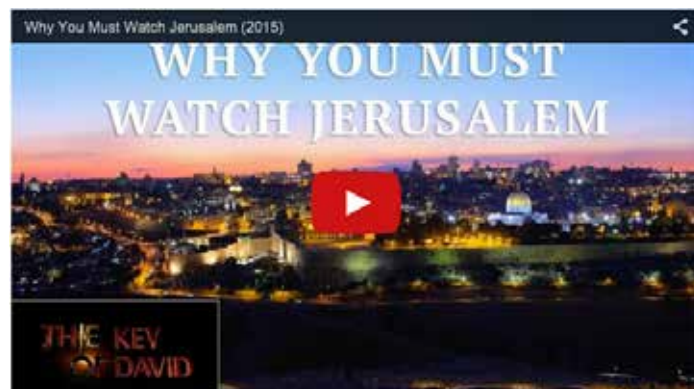 Why You Must Watch Jerusalem (2015)
WHY YOU MUST
WATCH JERUSALEM
THE KEY
OF DAVID